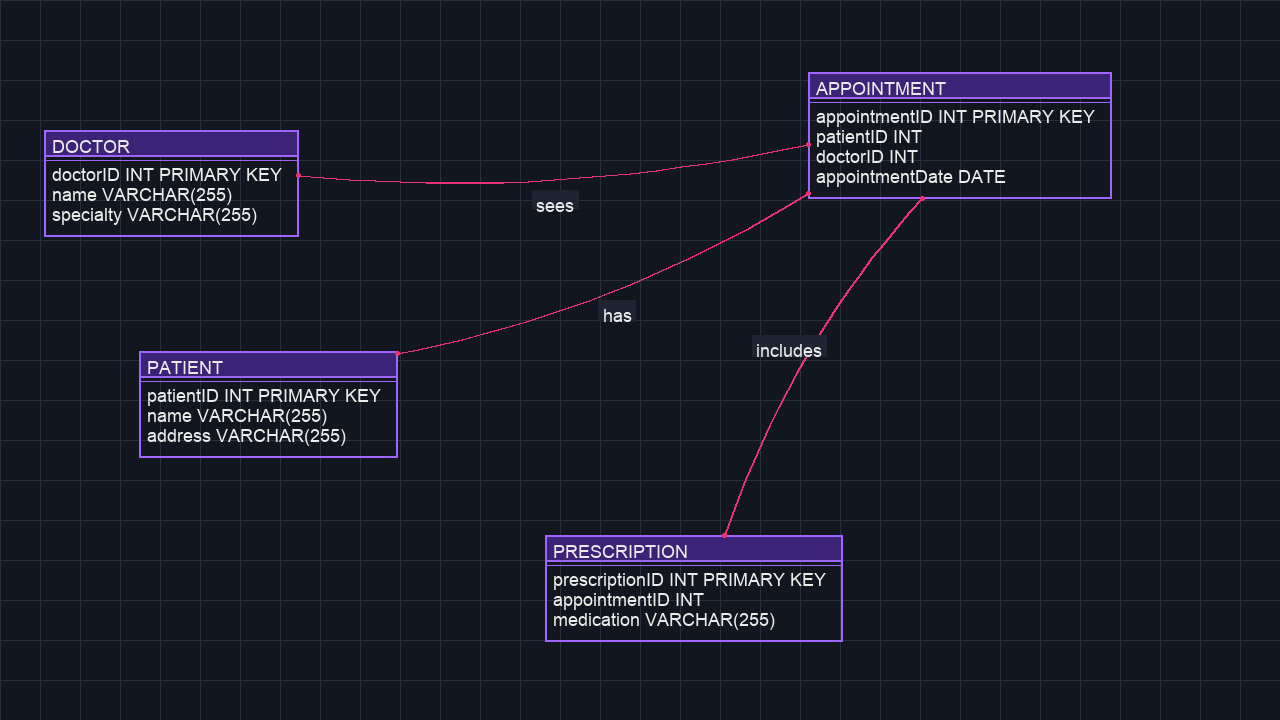 DOCTOR
doctorID INT PRIMARY KEY
name VARCHAR(255)
specialty VARCHAR(255)
APPOINTMENT
appointmentID INT PRIMARY KEY
patientID INT
doctorID INT
appointmentDate DATE
sees
has
includes
PATIENT
patientID INT PRIMARY KEY
name VARCHAR(255)
address VARCHAR(255)
PRESCRIPTION
prescriptionID INT PRIMARY KEY
appointmentID INT
medication VARCHAR(255)